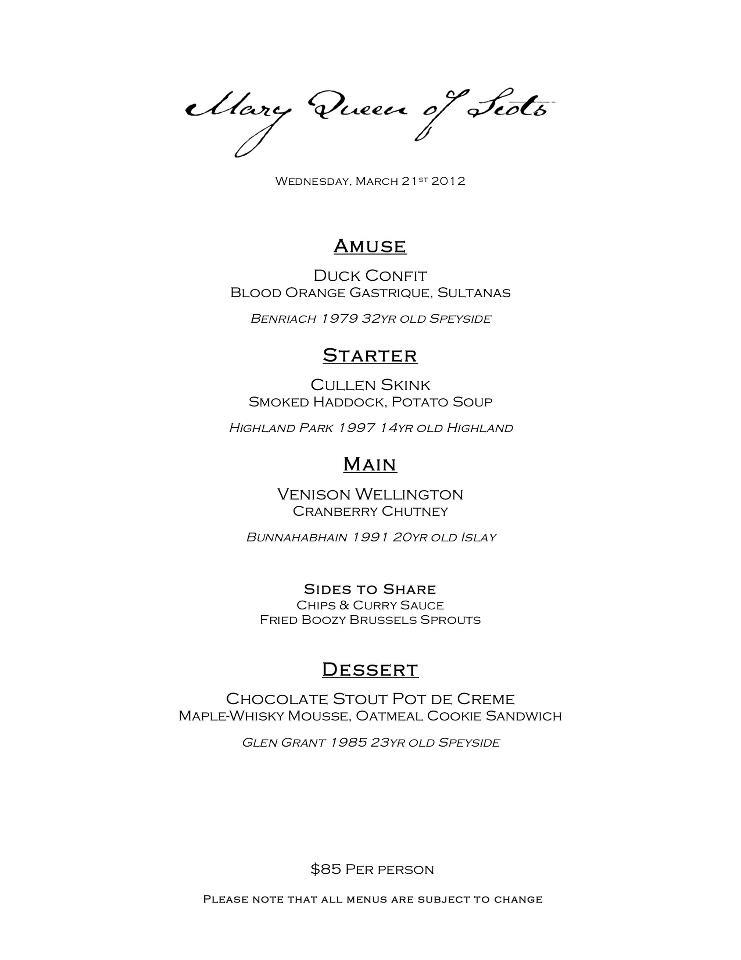 Mary Queen of Scots
Wednesday, March 21st 2012
Amuse
Duck Confit
Blood Orange Gastrique, Sultanas
Benriach 1979 32yr old Speyside
Starter
Cullen Skink
Smoked Haddock, Potato Soup
Highland Park 1997 14yr old Highland
Main
Venison Wellington
Cranberry Chutney
Bunnahabhain 1991 20yr old Islay
Sides to Share
Chips & Curry Sauce
Fried Boozy Brussels Sprouts
Dessert
Chocolate Stout Pot de Creme
Maple-Whisky Mousse, Oatmeal Cookie Sandwich
Glen Grant 1985 23yr old Speyside
$85 Per person
Please note that all menus are subject to change